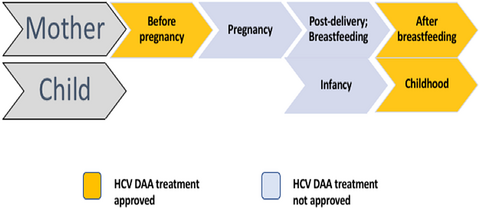 Mother
Before
pregnancy
Pregnancy
Post-delivery;
Breastfeeding
After
breastfeeding
Child
Infancy
Childhood
HCV DAA treatment
approved
HCV DAA treatment
not approved